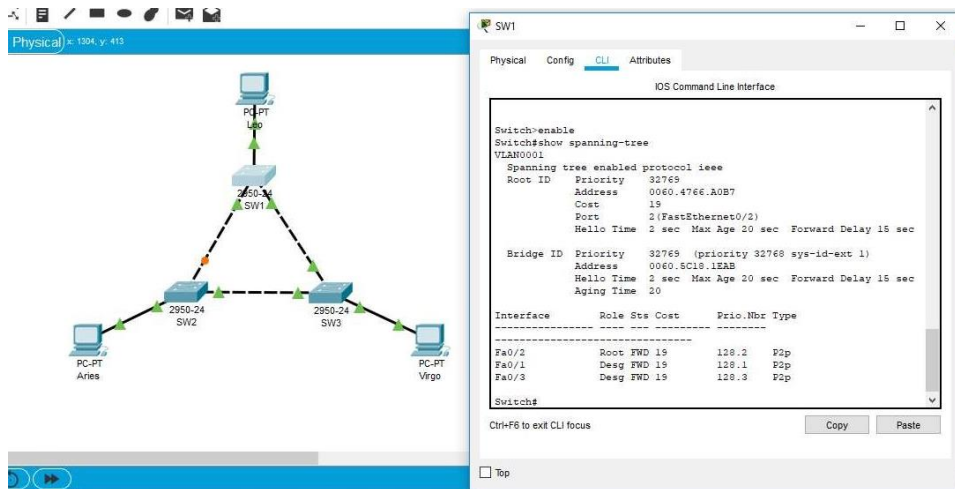 Physical x: 1304, y: 413
PC-PT
Leo
2950-24
SW1
2950-24
SW2
2950-24
SW3
PC-PT
Aries
PC-PT
Virgo
SW1
Physical Config CLI Attributes
IOS Command Line Interface
Switch>enable
Switch#show spanning-tree
VLAN0001
Spanning tree enabled protocol ieee
Root ID Priority 32769
Address 0060.4766.A0B7
Cost 19
Port 2(FastEthernet0/2)
Hello Time 2 sec Max Age 20 sec Forward Delay 15 sec
Bridge ID Priority 32769 (priority 32768 sys-id-ext 1)
Address 0060.5C18.1EAB
Hello Time 2 sec Max Age 20 sec Forward Delay 15 sec
Aging Time 20
Interface Role Sts Cost Prio.Nbr Type
---------------- ---- --- --------- --------
--------------------------------
Fa0/2 Root FWD 19 128.2 P2p
Fa0/1 Desg FWD 19 128.1 P2p
Fa0/3 Desg FWD 19 128.3 P2p
Switch#
Ctrl+F6 to exit CLI focus
Copy Paste
Top